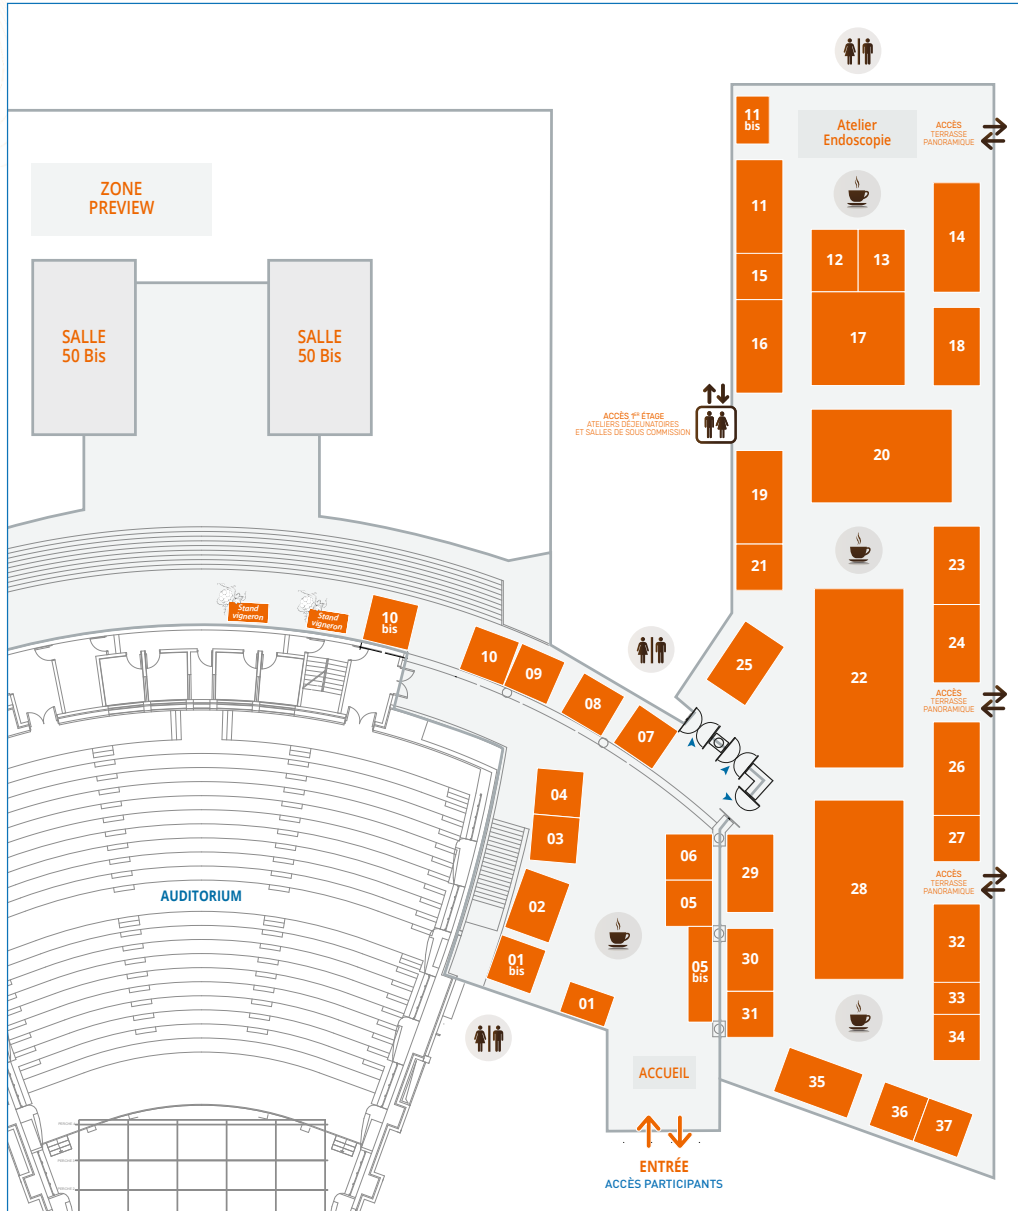 11
bis
Atelier
Endoscopie
ACCÈS
TERRASSE
PANORAMIQUE
ZONE
PREVIEW
11
14
12
13
15
SALLE
50 Bis
SALLE
50 Bis
16
17
18
ACCÈS 1ER ÉTAGE
ATELIERS DÉJEUNATOIRES
ET SALLES DE SOUS COMMISSION
20
19
21
23
Stand
vigneron
Stand
vigneron
10
bis
24
10
09
25
22
08
ACCÈS
TERRASSE
PANORAMIQUE
07
26
04
03
27
06
29
28
ACCÈS
TERRASSE
PANORAMIQUE
AUDITORIUM
02
05
32
01
bis
05
bis
30
33
01
31
34
ACCUEIL
35
36
37
ENTRÉE
ACCÈS PARTICIPANTS